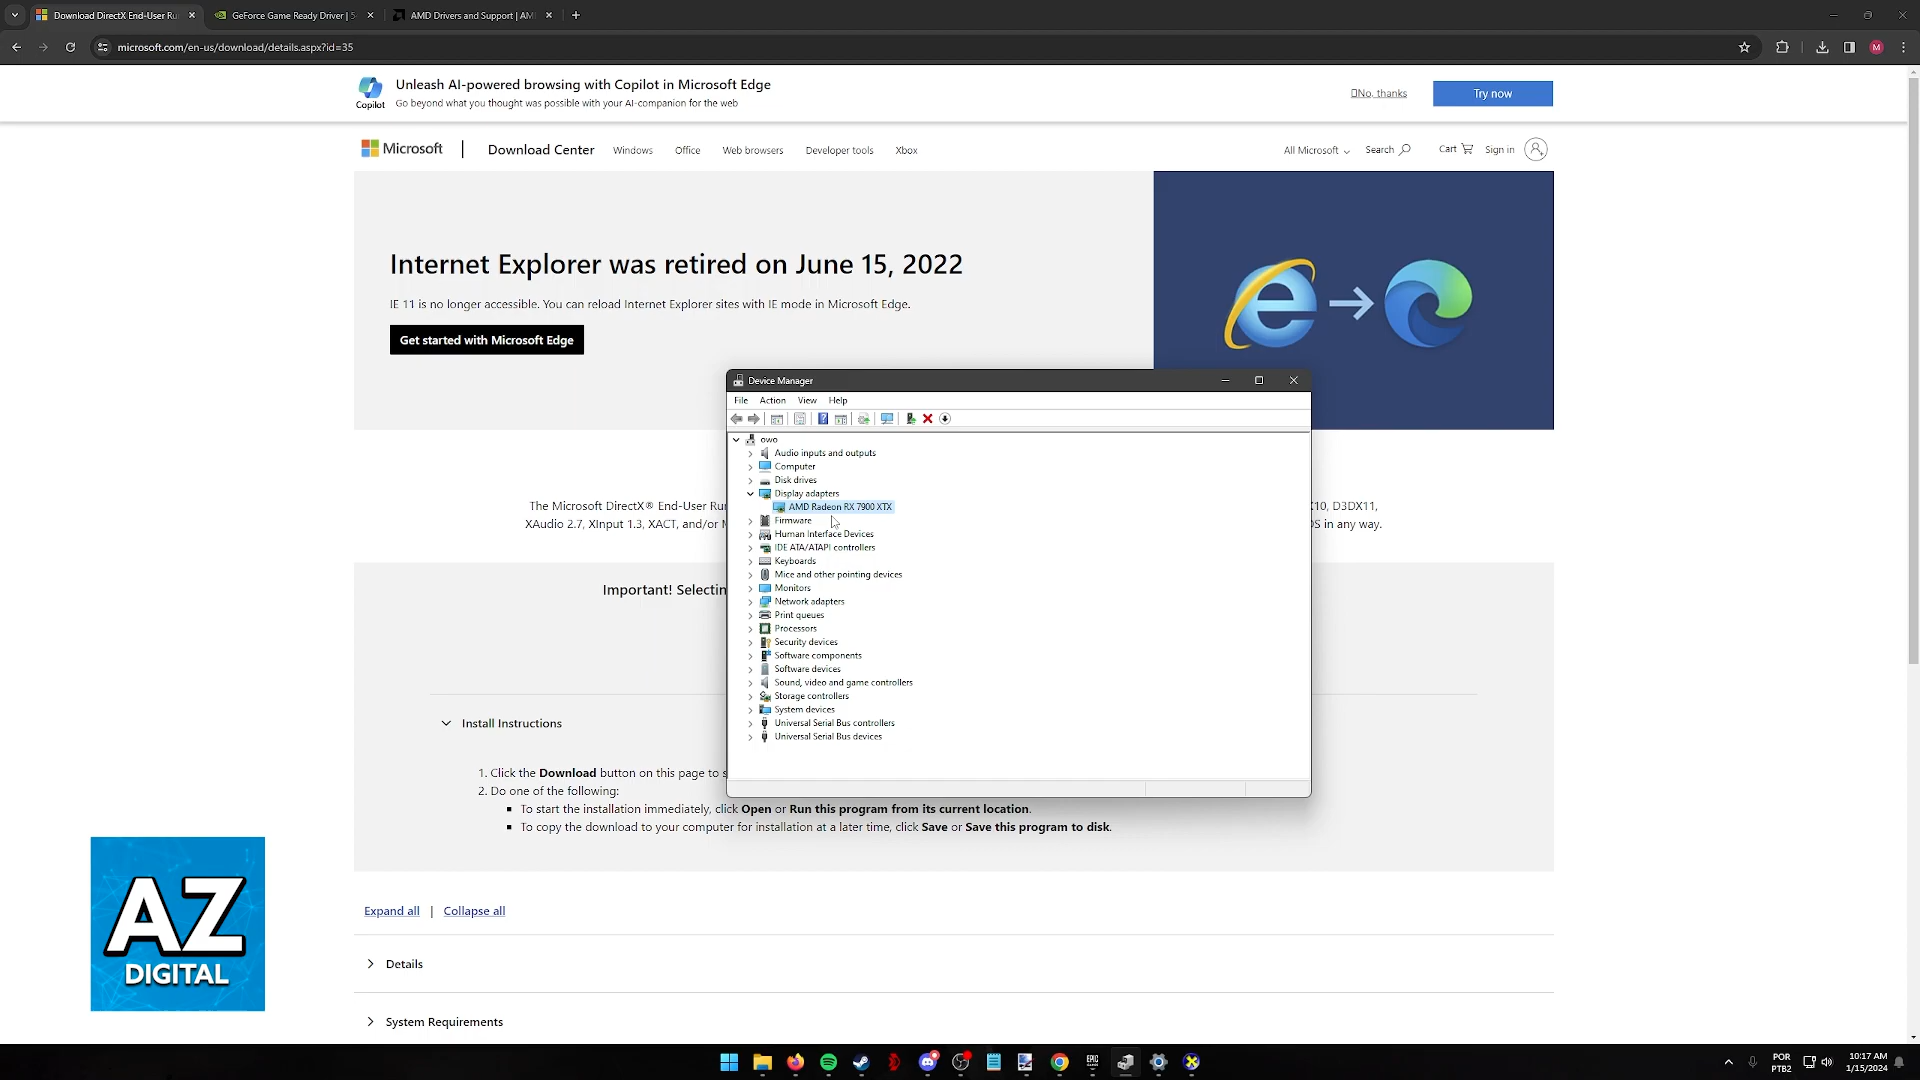 Download DirectX End-User Ru
GeForce Game Ready Driver | 5
AMD Drivers and Support | AM
microsoft.com/en-us/download/details.aspx?id=35
M
Unleash AI-powered browsing with Copilot in Microsoft Edge
Go beyond what you thought was possible with your AI-companion for the web
Copilot
No, thanks
Try now
Microsoft
Download Center
Windows
Office
Web browsers
Developer tools
Xbox
All Microsoft
Search
Cart
Sign in
Internet Explorer was retired on June 15, 2022
IE 11 is no longer accessible. You can reload Internet Explorer sites with IE mode in Microsoft Edge.
Get started with Microsoft Edge
Device Manager
File Action View Help
owo
Audio inputs and outputs
Computer
Disk drives
Display adapters
AMD Radeon RX 7900 XTX
Firmware
Human Interface Devices
IDE ATA/ATAPI controllers
Keyboards
Mice and other pointing devices
Monitors
Network adapters
Print queues
Processors
Security devices
Software components
Software devices
Sound, video and game controllers
Storage controllers
System devices
Universal Serial Bus controllers
Universal Serial Bus devices
The Microsoft DirectX® End-User Ru
10, D3DX11,
XAudio 2.7, XInput 1.3, XACT, and/or
S in any way.
Important! Selectin
Install Instructions
1. Click the Download button on this page to s
2. Do one of the following:
To start the installation immediately, click Open or Run this program from its current location.
To copy the download to your computer for installation at a later time, click Save or Save this program to disk.
Expand all | Collapse all
Details
System Requirements
AZ
DIGITAL
EPIC
POR
PTB2
10:17 AM
1/15/2024